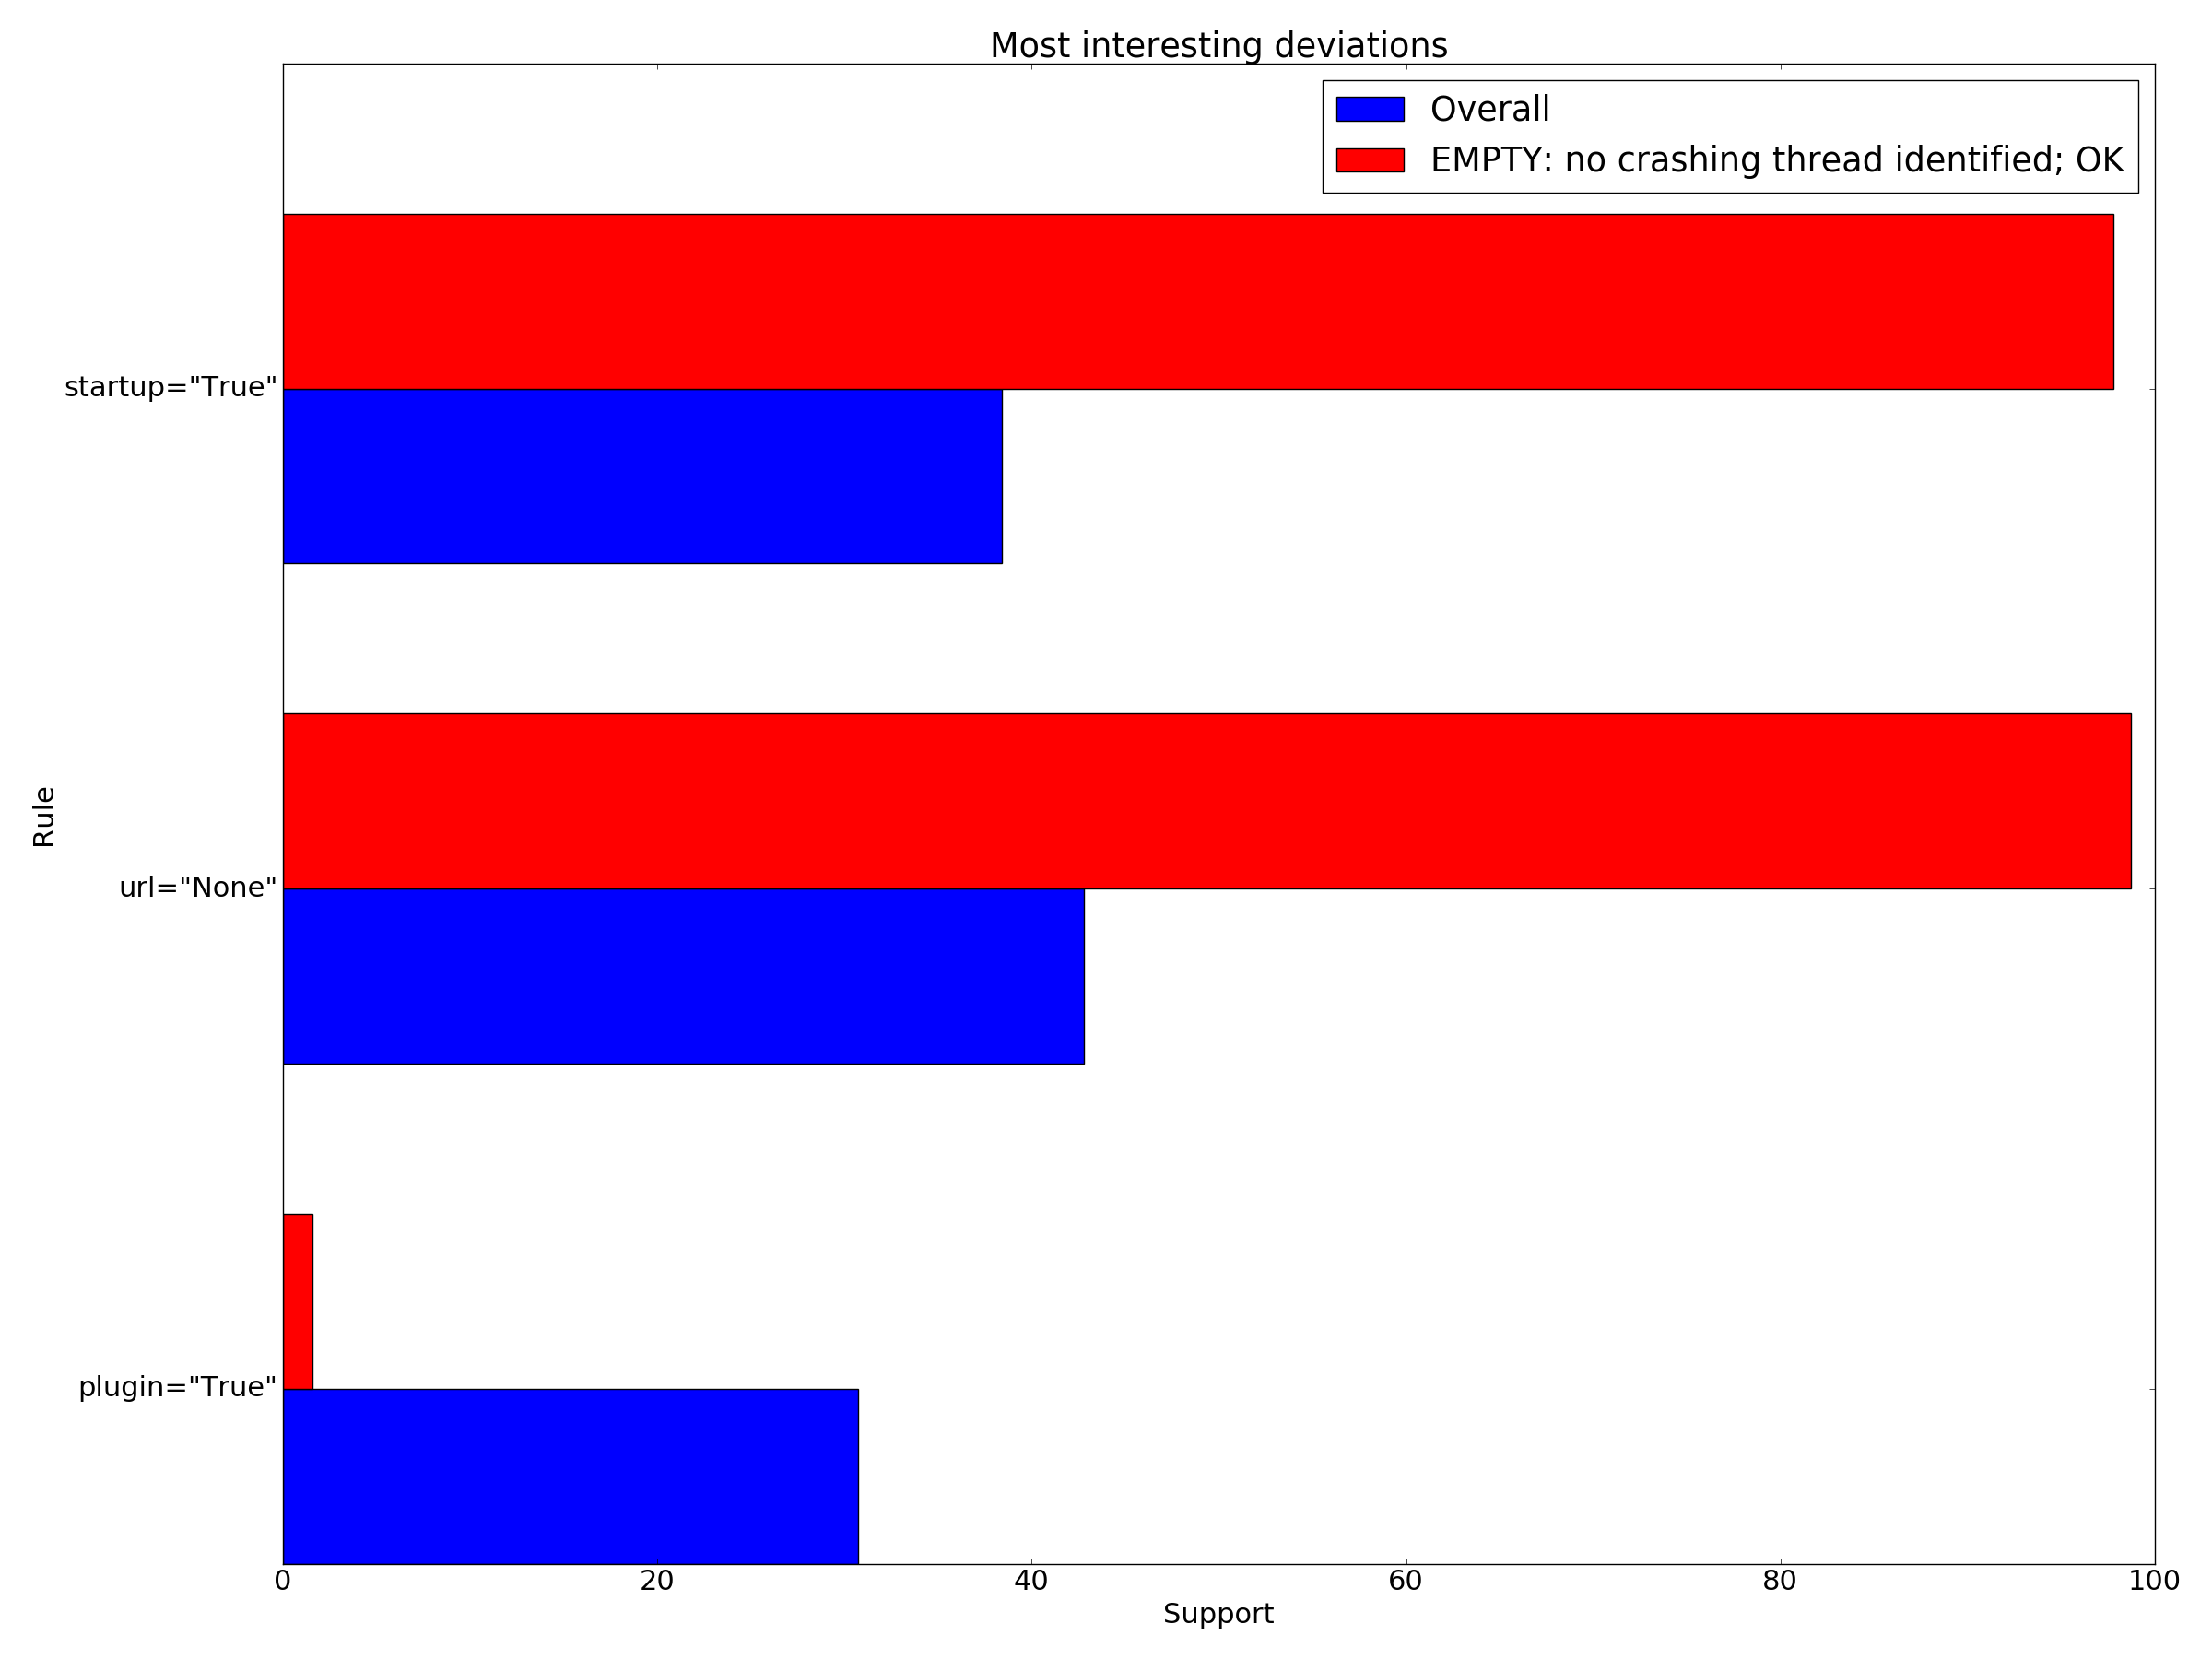 Most interesting deviations
Overall
EMPTY: no crashing thread identified; OK
startup="True"
Rule
url="None"
plugin="True"
0 20 40 60 80 100
Support